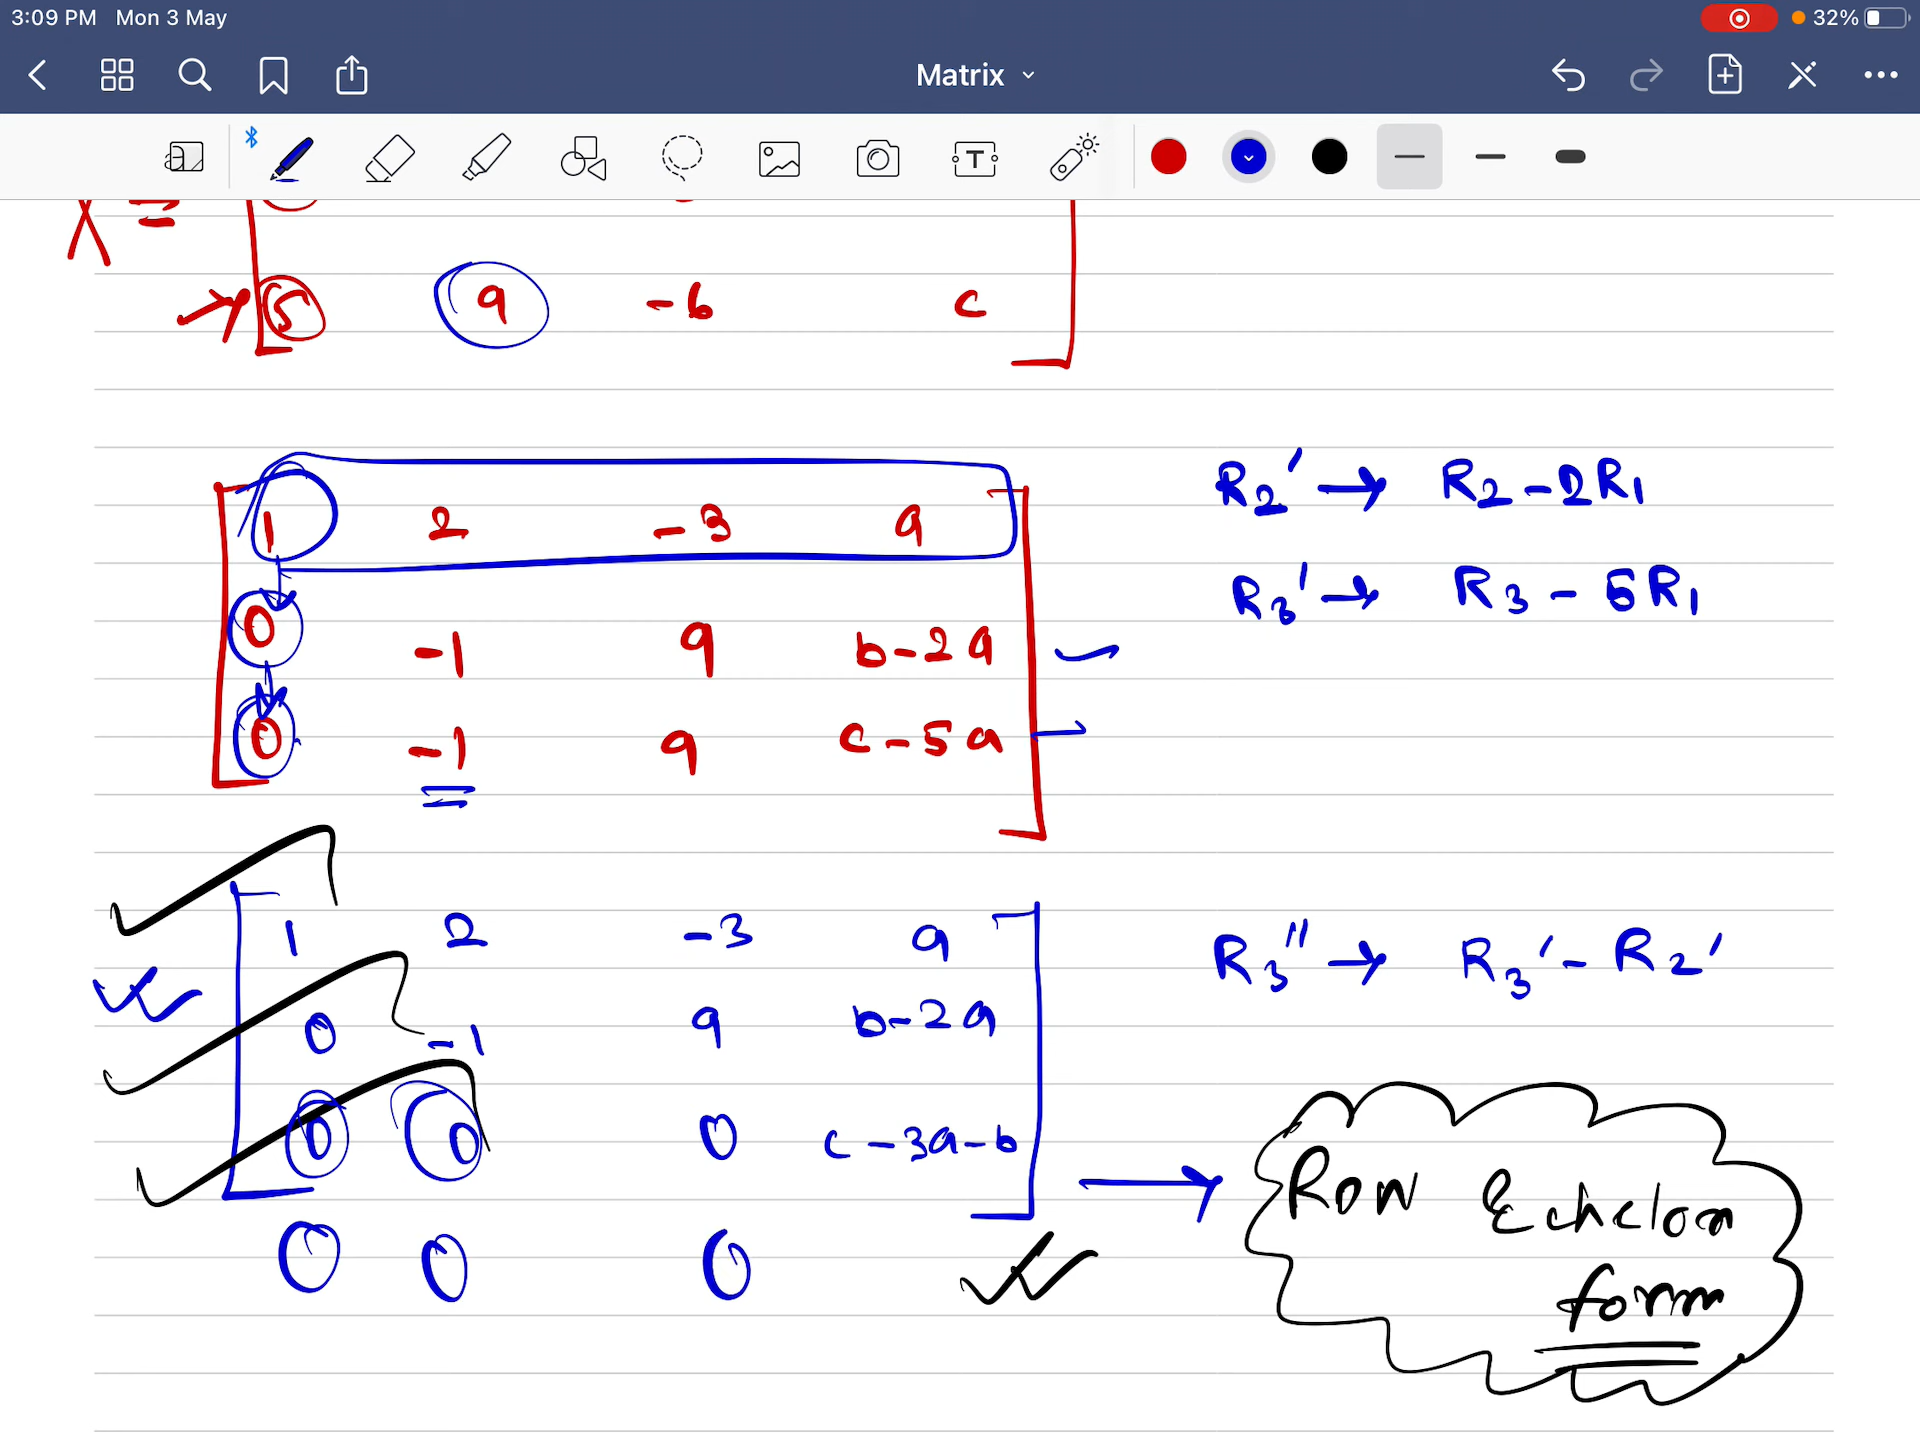 3:09 PM Mon 3 May
32%
Matrix
X =
5 9 -6 c
1 2 -3 a
0 -1 9 b-2a
0 -1 9 c-5a
R2' → R2 - 2R1
R3' → R3 - 5R1
1 2 -3 a
0 -1 9 b-2a
0 0 0 c-3a-b
0 0 0
R3'' → R3' - R2'
Row Echelon
form